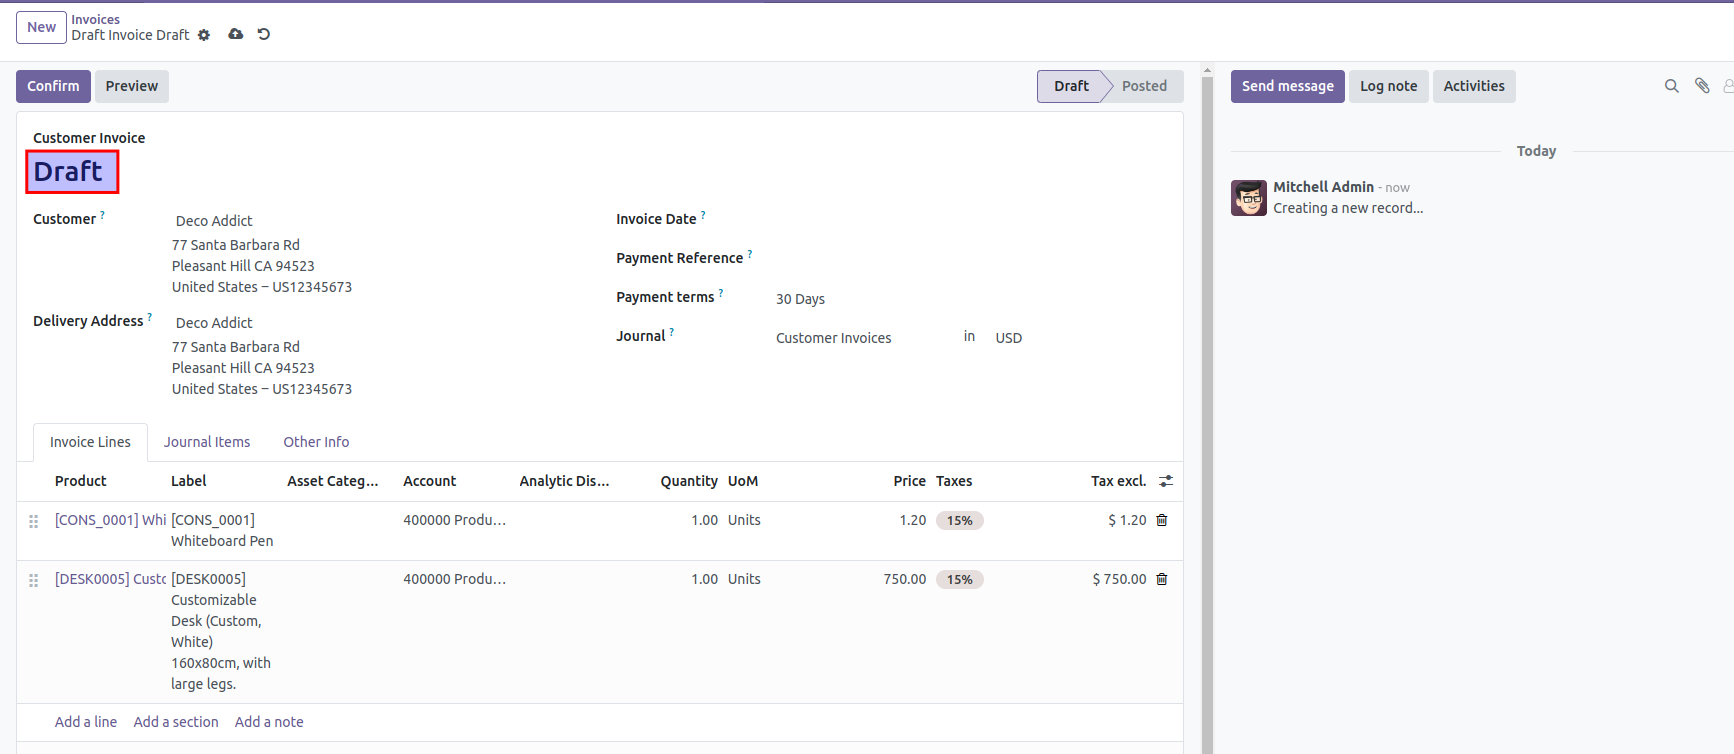 New
Invoices
Draft Invoice Draft
Confirm Preview
Draft Posted
Send message Log note Activities
Customer Invoice
Draft
Customer ?
Deco Addict
77 Santa Barbara Rd
Pleasant Hill CA 94523
United States – US12345673
Delivery Address ?
Deco Addict
77 Santa Barbara Rd
Pleasant Hill CA 94523
United States – US12345673
Invoice Date ?
Payment Reference ?
Payment terms ? 30 Days
Journal ? Customer Invoices in USD
Invoice Lines Journal Items Other Info
Product Label Asset Categ... Account Analytic Dis... Quantity UoM Price Taxes Tax excl.
[CONS_0001] Whi [CONS_0001] 400000 Produ... 1.00 Units 1.20 15% $ 1.20
Whiteboard Pen
[DESK0005] Custo [DESK0005] 400000 Produ... 1.00 Units 750.00 15% $ 750.00
Customizable
Desk (Custom,
White)
160x80cm, with
large legs.
Add a line Add a section Add a note
Today
Mitchell Admin - now
Creating a new record...